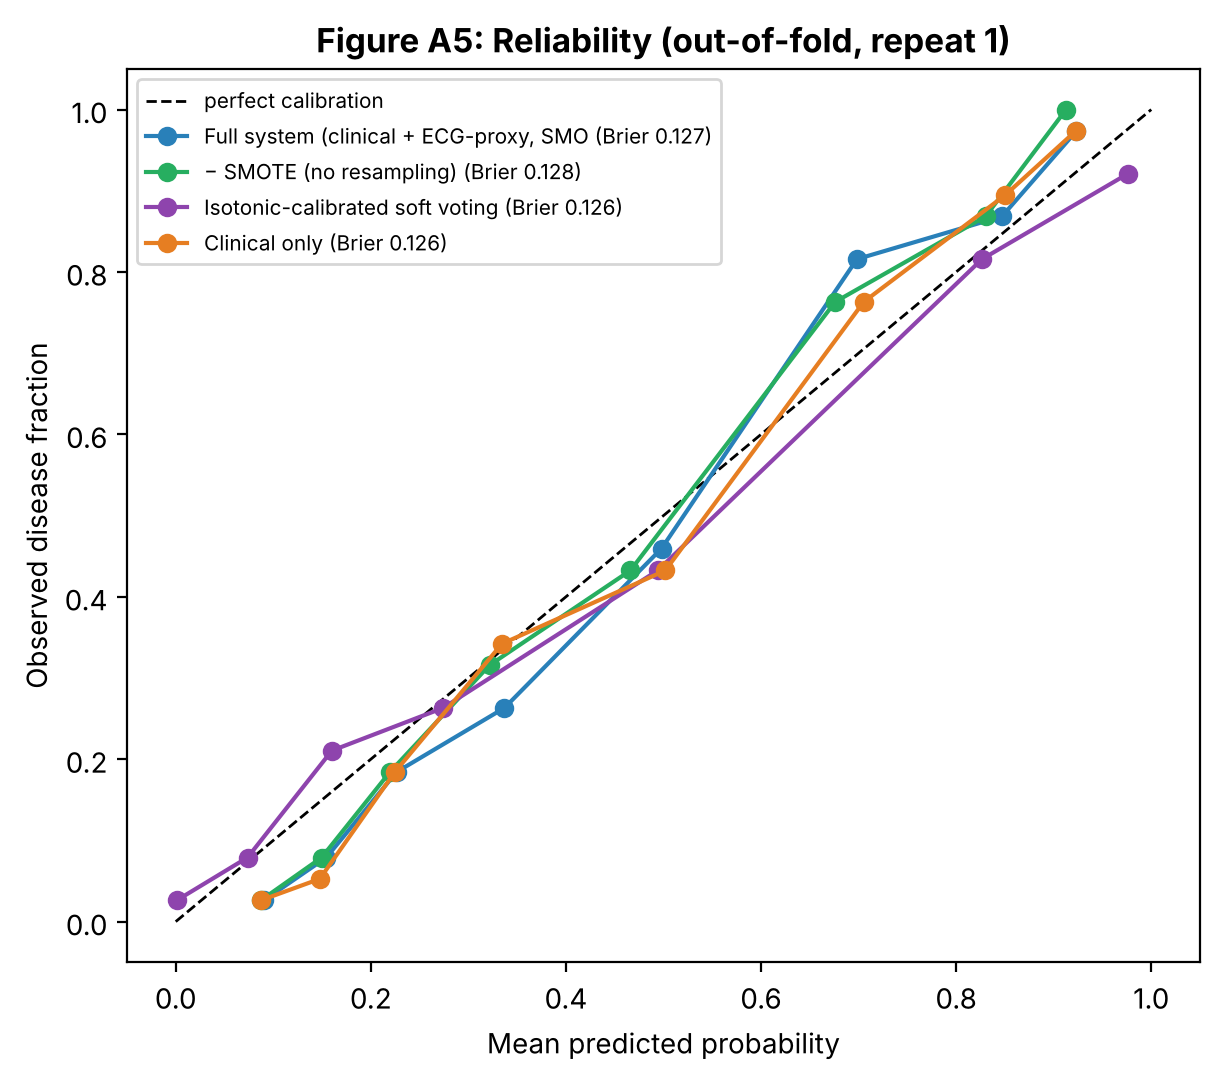 Figure A5: Reliability (out-of-fold, repeat 1)
perfect calibration
Full system (clinical + ECG-proxy, SMO (Brier 0.127)
− SMOTE (no resampling) (Brier 0.128)
Isotonic-calibrated soft voting (Brier 0.126)
Clinical only (Brier 0.126)
1.0
0.8
0.6
0.4
0.2
0.0
Observed disease fraction
0.0 0.2 0.4 0.6 0.8 1.0
Mean predicted probability